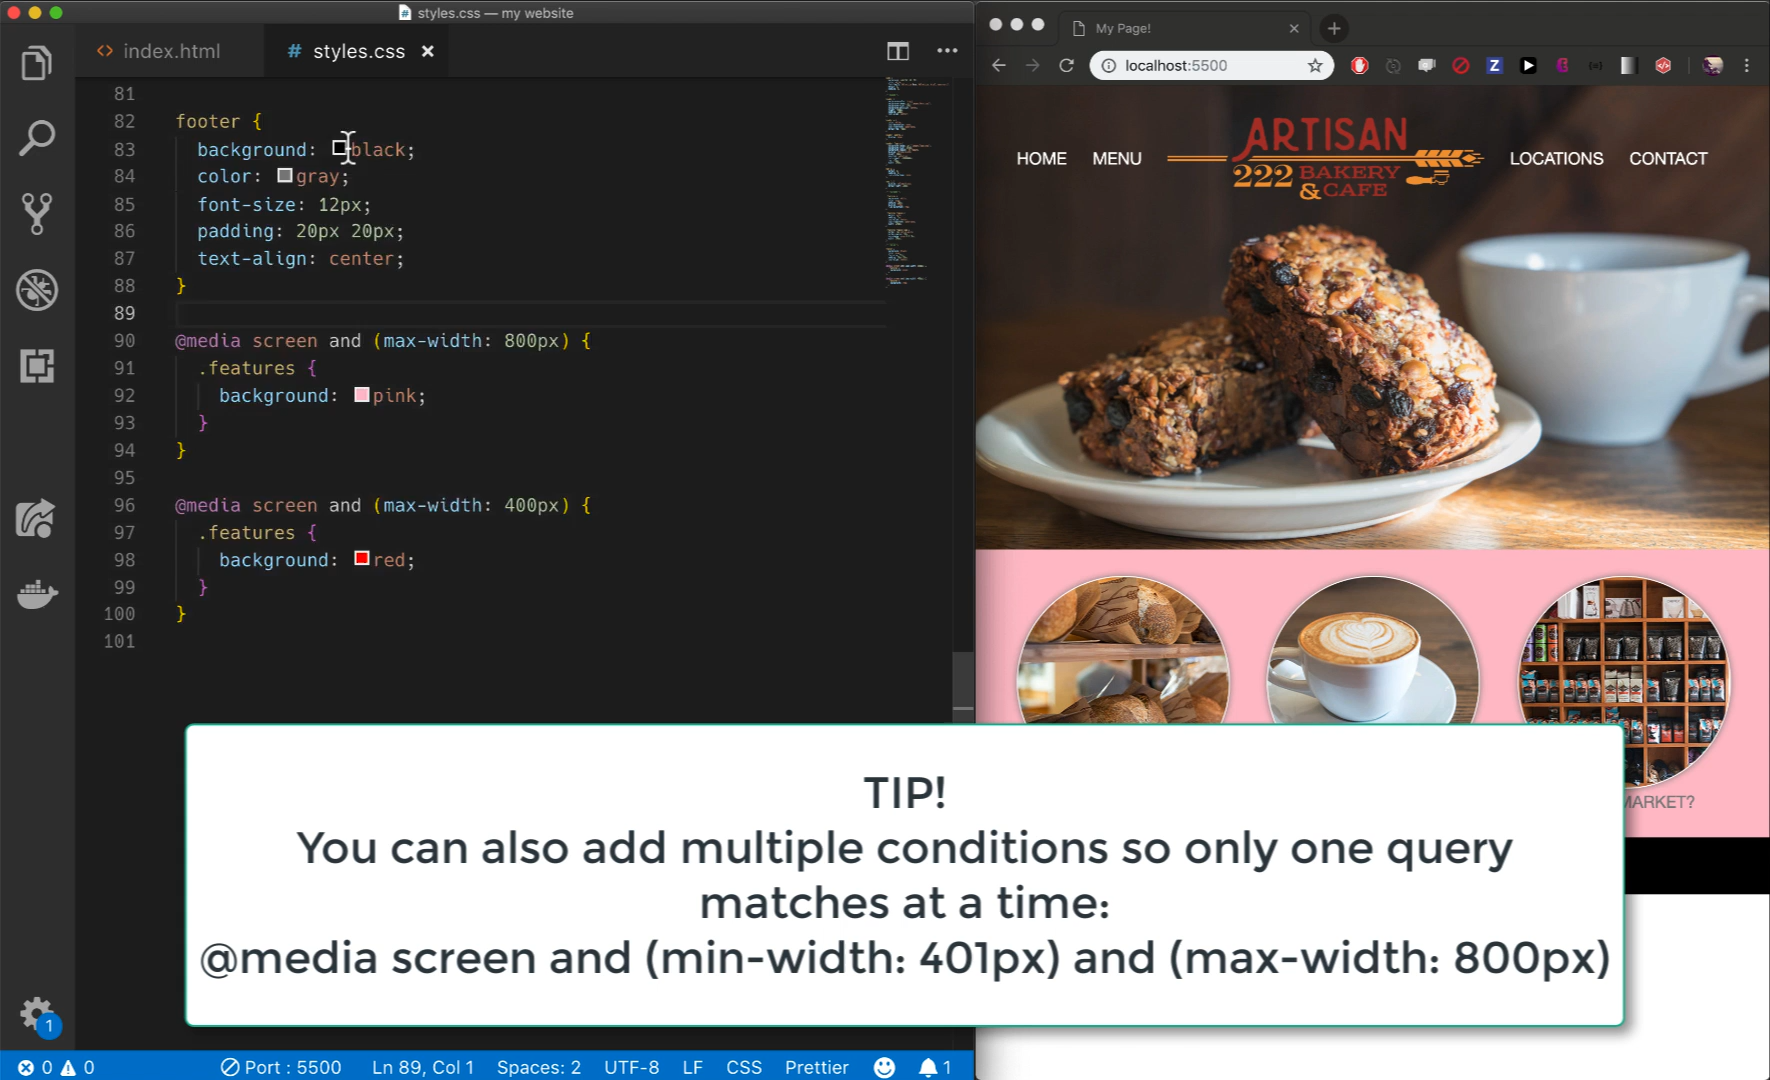 styles.css — my website
index.html
# styles.css
81
82 footer {
83 background: black;
84 color: gray;
85 font-size: 12px;
86 padding: 20px 20px;
87 text-align: center;
88 }
89
90 @media screen and (max-width: 800px) {
91 .features {
92 background: pink;
93 }
94 }
95
96 @media screen and (max-width: 400px) {
97 .features {
98 background: red;
99 }
100 }
101
1
0 0 Port : 5500 Ln 89, Col 1 Spaces: 2 UTF-8 LF CSS Prettier 1
My Page!
localhost:5500
HOME MENU LOCATIONS CONTACT
ARTISAN
222 BAKERY
& CAFE
MARKET?
TIP!
You can also add multiple conditions so only one query
matches at a time:
@media screen and (min-width: 401px) and (max-width: 800px)